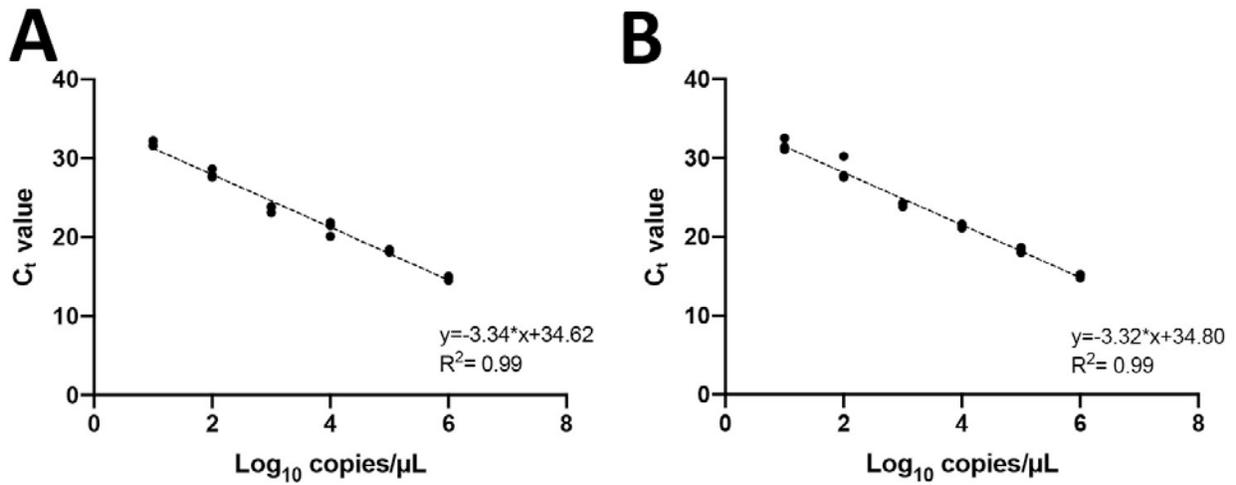 A
40
30
20
10
0
Cₜ value
0 2 4 6 8
Log₁₀ copies/µL
y=-3.34*x+34.62
R²= 0.99
B
40
30
20
10
0
Cₜ value
0 2 4 6 8
Log₁₀ copies/µL
y=-3.32*x+34.80
R²= 0.99